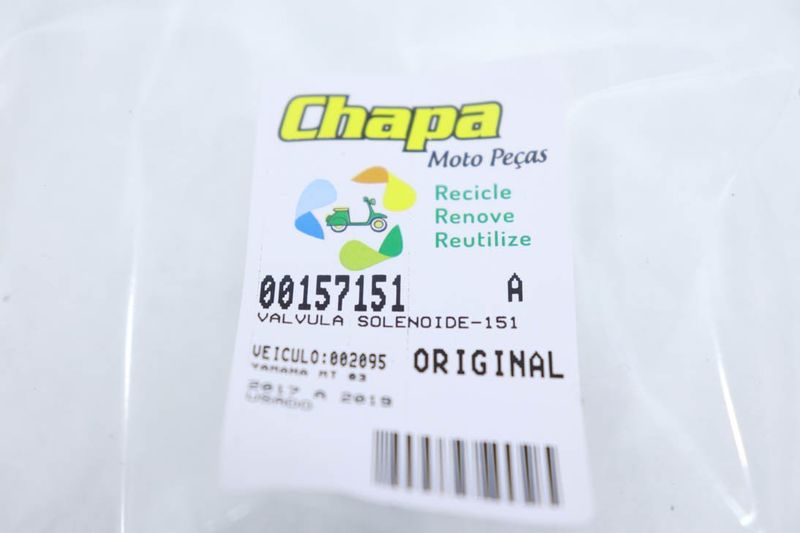 Chapa
Moto Peças
Recicle
Renove
Reutilize
00157151 A
VALVULA SOLENOIDE-151
VEICULO:002095 ORIGINAL
YAMAHA MT 03
2017 A 2019
USADO